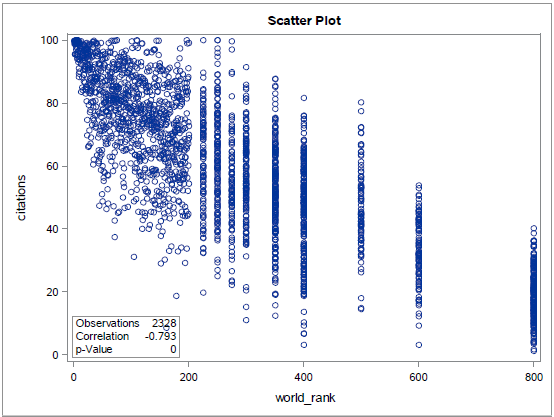 Scatter Plot
100
80
60
40
20
0
citations
Observations 2328
Correlation -0.793
p-Value 0
0 200 400 600 800
world_rank